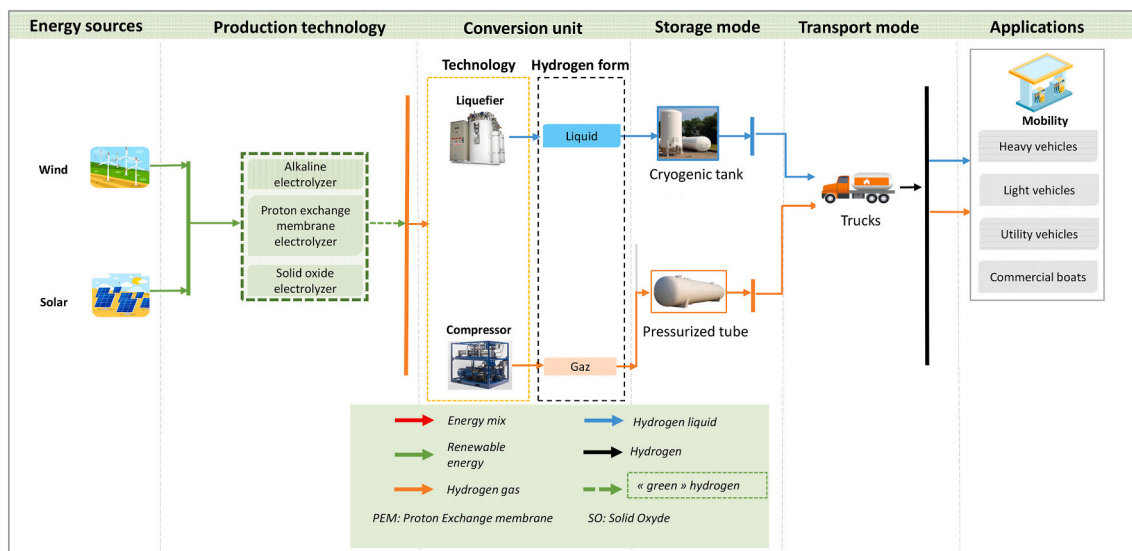 Energy sources
Production technology
Conversion unit
Storage mode
Transport mode
Applications
Technology
Hydrogen form
Liquefier
Liquid
Cryogenic tank
Wind
Solar
Alkaline
electrolyzer
Proton exchange
membrane
electrolyzer
Solid oxide
electrolyzer
Compressor
Gaz
Pressurized tube
Trucks
Mobility
Heavy vehicles
Light vehicles
Utility vehicles
Commercial boats
Energy mix
Renewable
energy
Hydrogen gas
Hydrogen liquid
Hydrogen
« green » hydrogen
PEM: Proton Exchange membrane
SO: Solid Oxyde